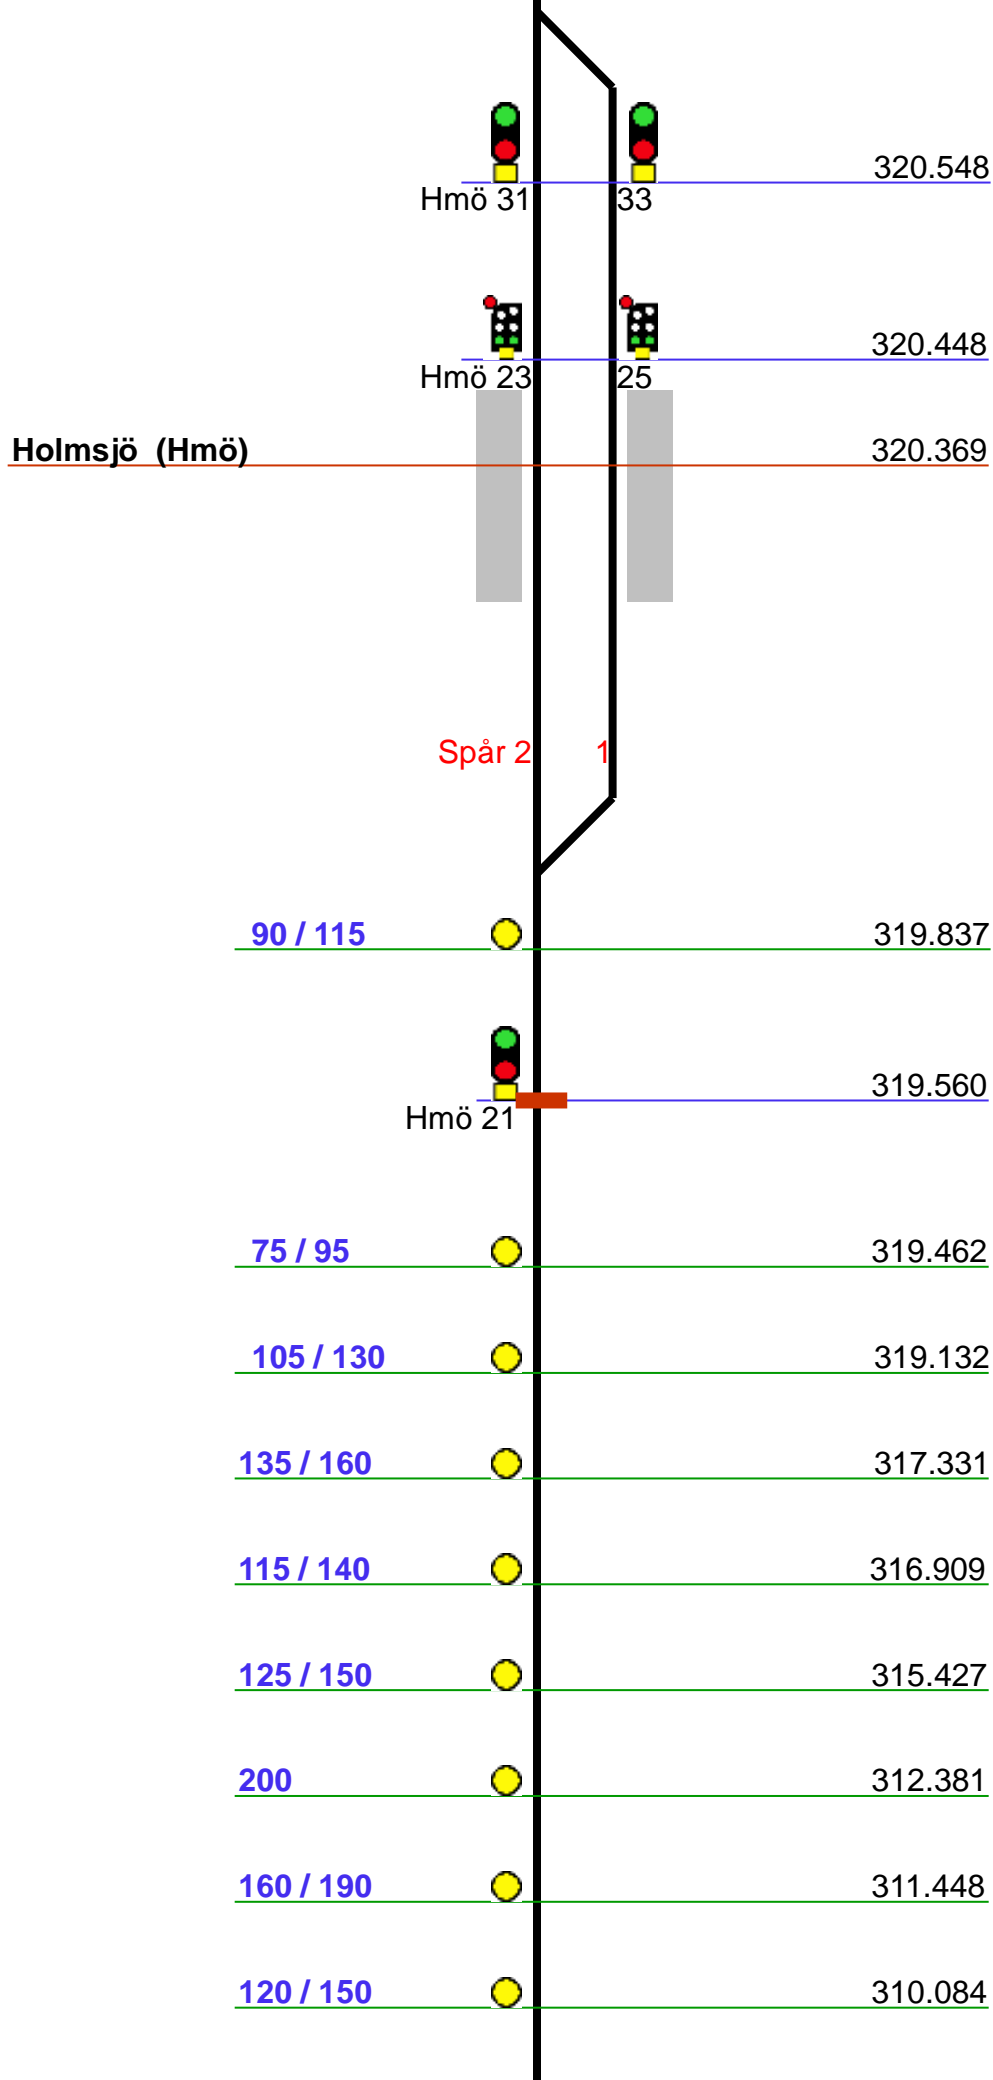 320.548
Hmö 31 33
320.448
Hmö 23 25
Holmsjö (Hmö) 320.369
Spår 2 1
90 / 115 319.837
319.560
Hmö 21
75 / 95 319.462
105 / 130 319.132
135 / 160 317.331
115 / 140 316.909
125 / 150 315.427
200 312.381
160 / 190 311.448
120 / 150 310.084